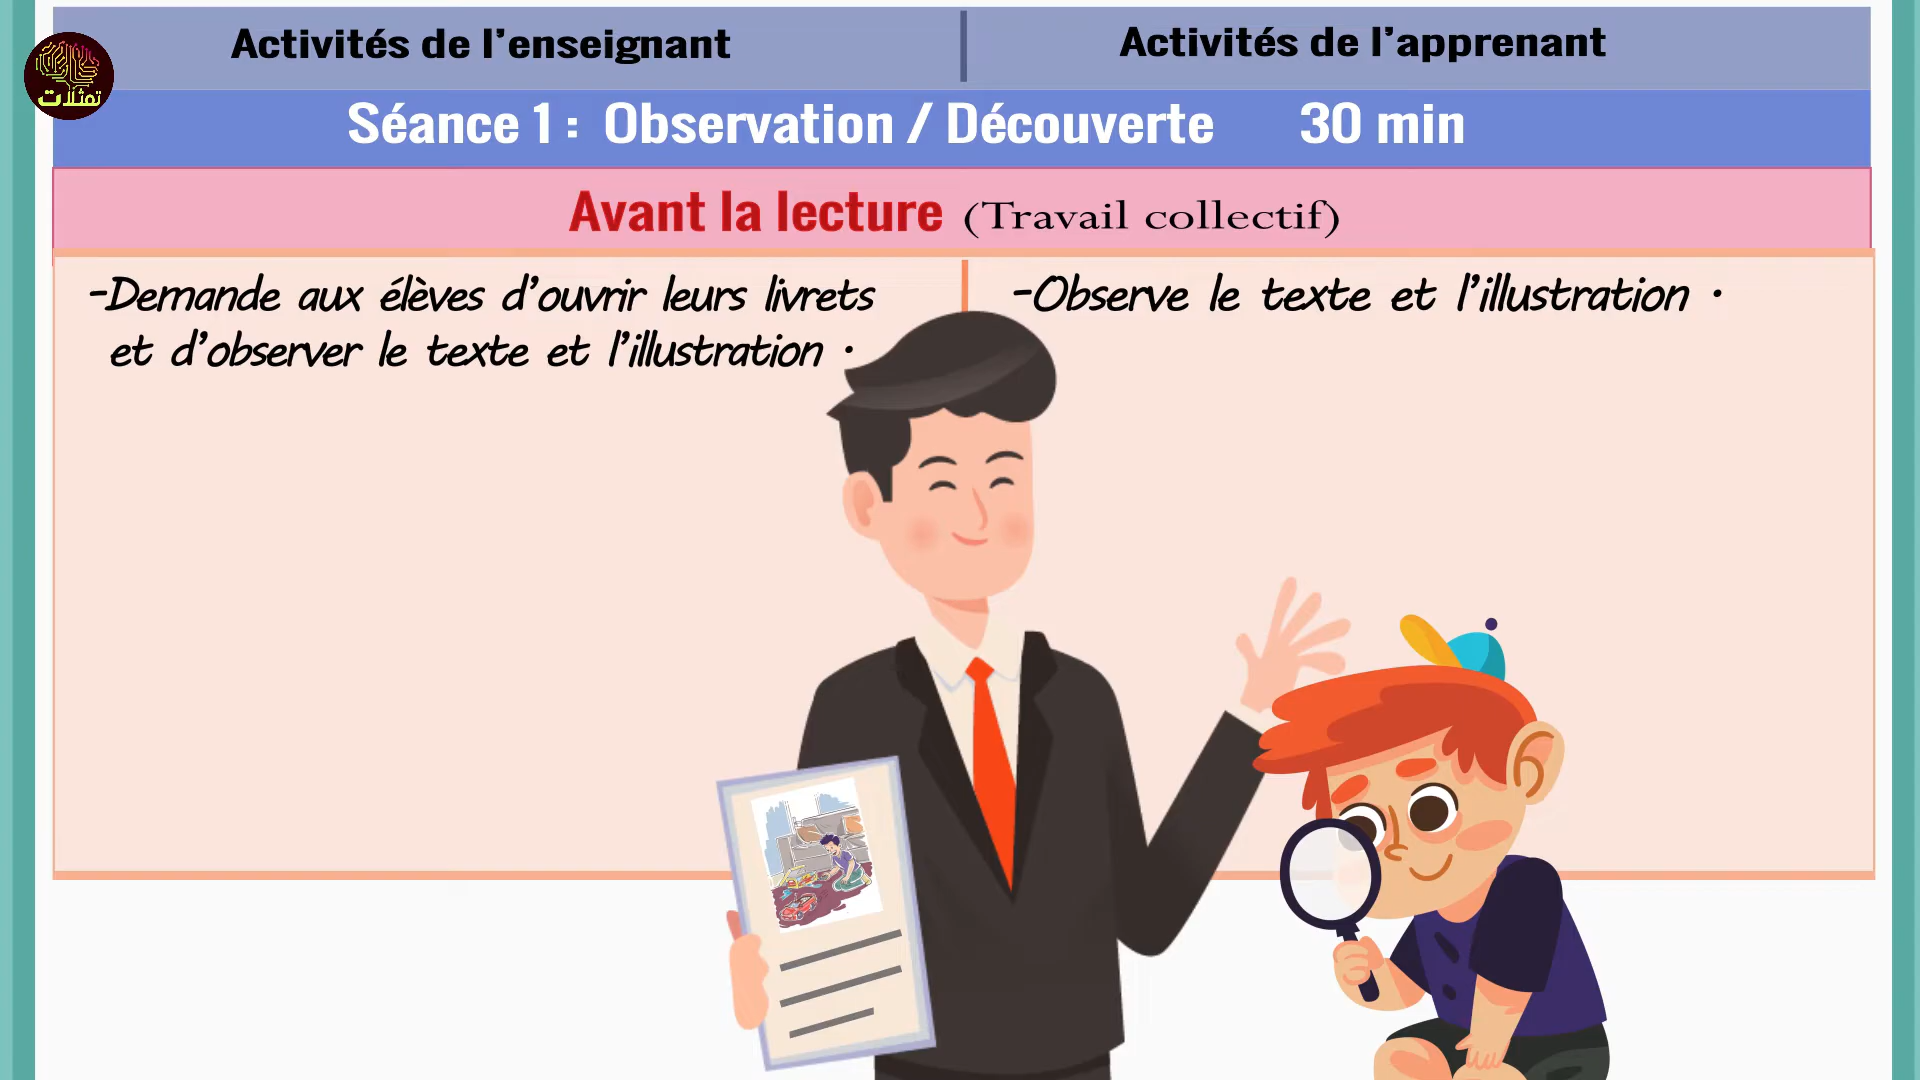 Activités de l'enseignant
Activités de l'apprenant
تمثلات
Séance 1 : Observation / Découverte 30 min
Avant la lecture (Travail collectif)
-Demande aux élèves d'ouvrir leurs livrets
et d'observer le texte et l'illustration .
-Observe le texte et l'illustration .